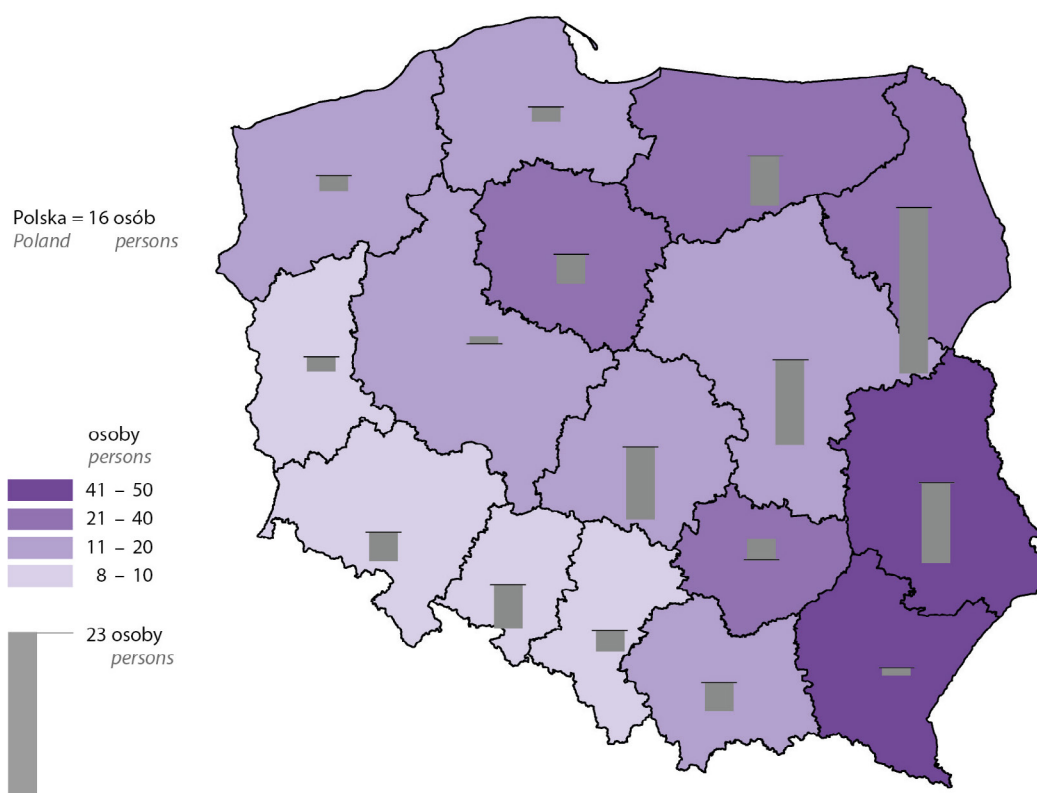 Polska = 16 osób
Poland persons
osoby
persons
41 – 50
21 – 40
11 – 20
8 – 10
23 osoby
persons